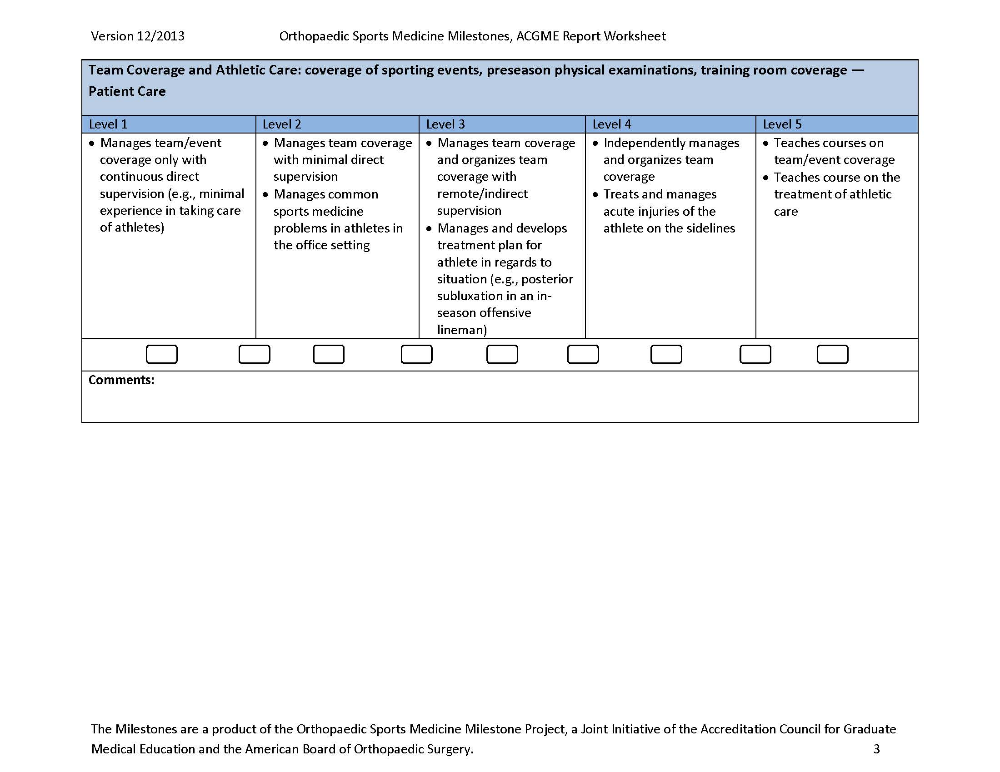 Version 12/2013
Orthopaedic Sports Medicine Milestones, ACGME Report Worksheet
Team Coverage and Athletic Care: coverage of sporting events, preseason physical examinations, training room coverage —
Patient Care
Level 1
Level 2
Level 3
Level 4
Level 5
• Manages team/event
coverage only with
continuous direct
supervision (e.g., minimal
experience in taking care
of athletes)
• Manages team coverage
with minimal direct
supervision
• Manages common
sports medicine
problems in athletes in
the office setting
• Manages team coverage
and organizes team
coverage with
remote/indirect
supervision
• Manages and develops
treatment plan for
athlete in regards to
situation (e.g., posterior
subluxation in an in-
season offensive
lineman)
• Independently manages
and organizes team
coverage
• Treats and manages
acute injuries of the
athlete on the sidelines
• Teaches courses on
team/event coverage
• Teaches course on the
treatment of athletic
care
Comments:
The Milestones are a product of the Orthopaedic Sports Medicine Milestone Project, a Joint Initiative of the Accreditation Council for Graduate
Medical Education and the American Board of Orthopaedic Surgery.
3